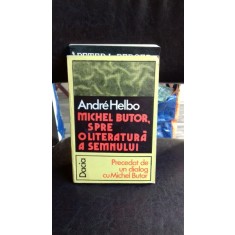 André Helbo
MICHEL BUTOR,
SPRE
O LITERATURĂ
A SEMNULUI
Dacia
Precedat de
un dialog
cu Michel Butor